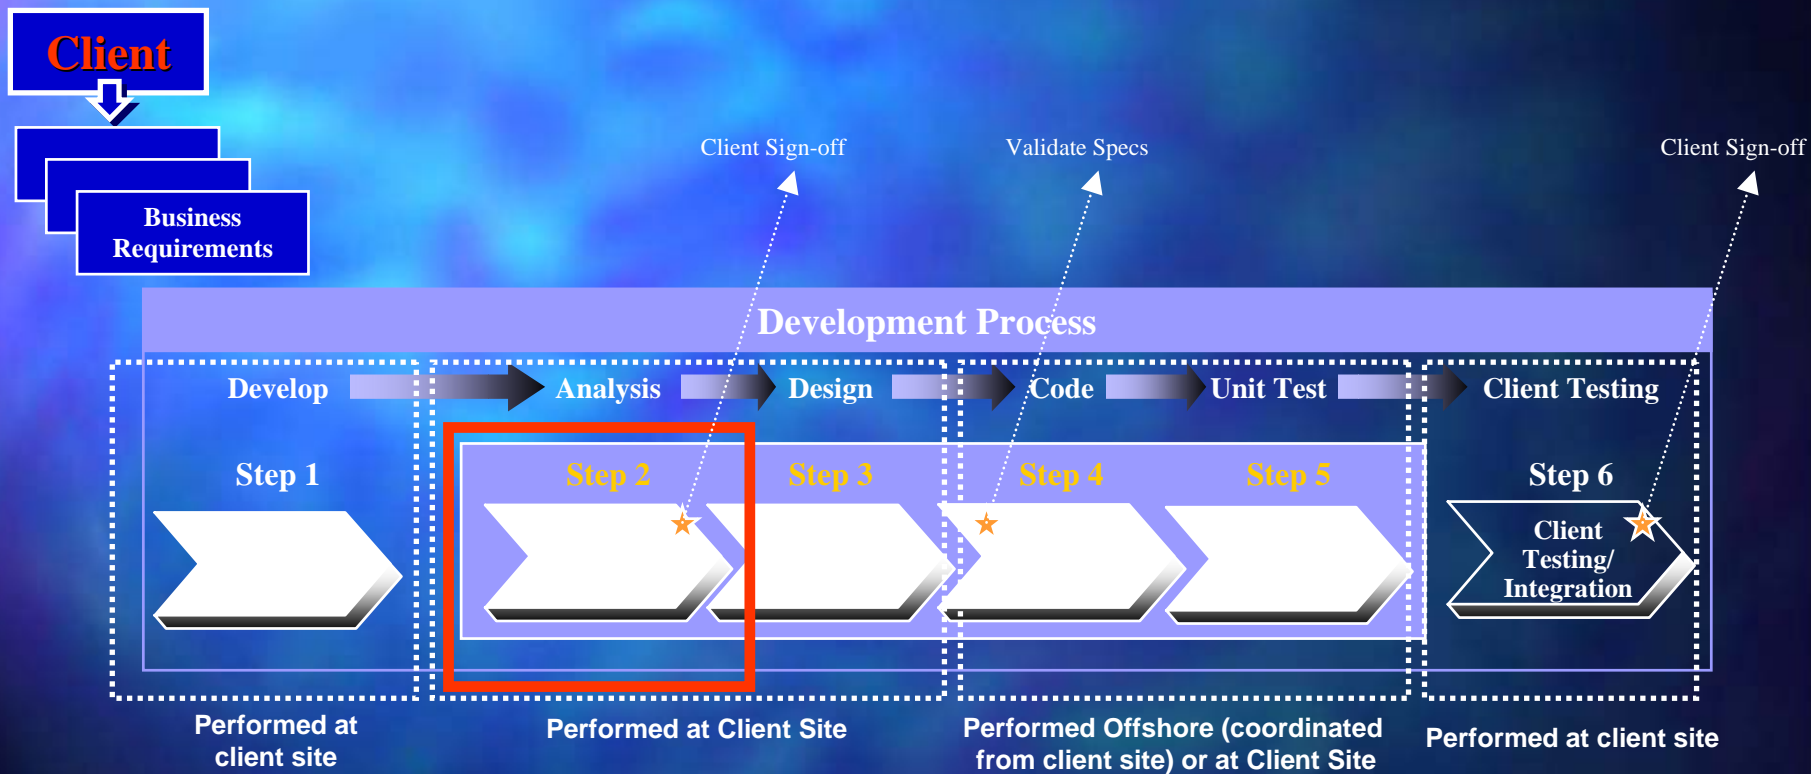 Client
Business
Requirements
Client Sign-off
Validate Specs
Client Sign-off
Development Process
Develop
Analysis
Design
Code
Unit Test
Client Testing
Step 1
Step 2
Step 3
Step 4
Step 5
Step 6
Client
Testing/
Integration
Performed at
client site
Performed at Client Site
Performed Offshore (coordinated
from client site) or at Client Site
Performed at client site